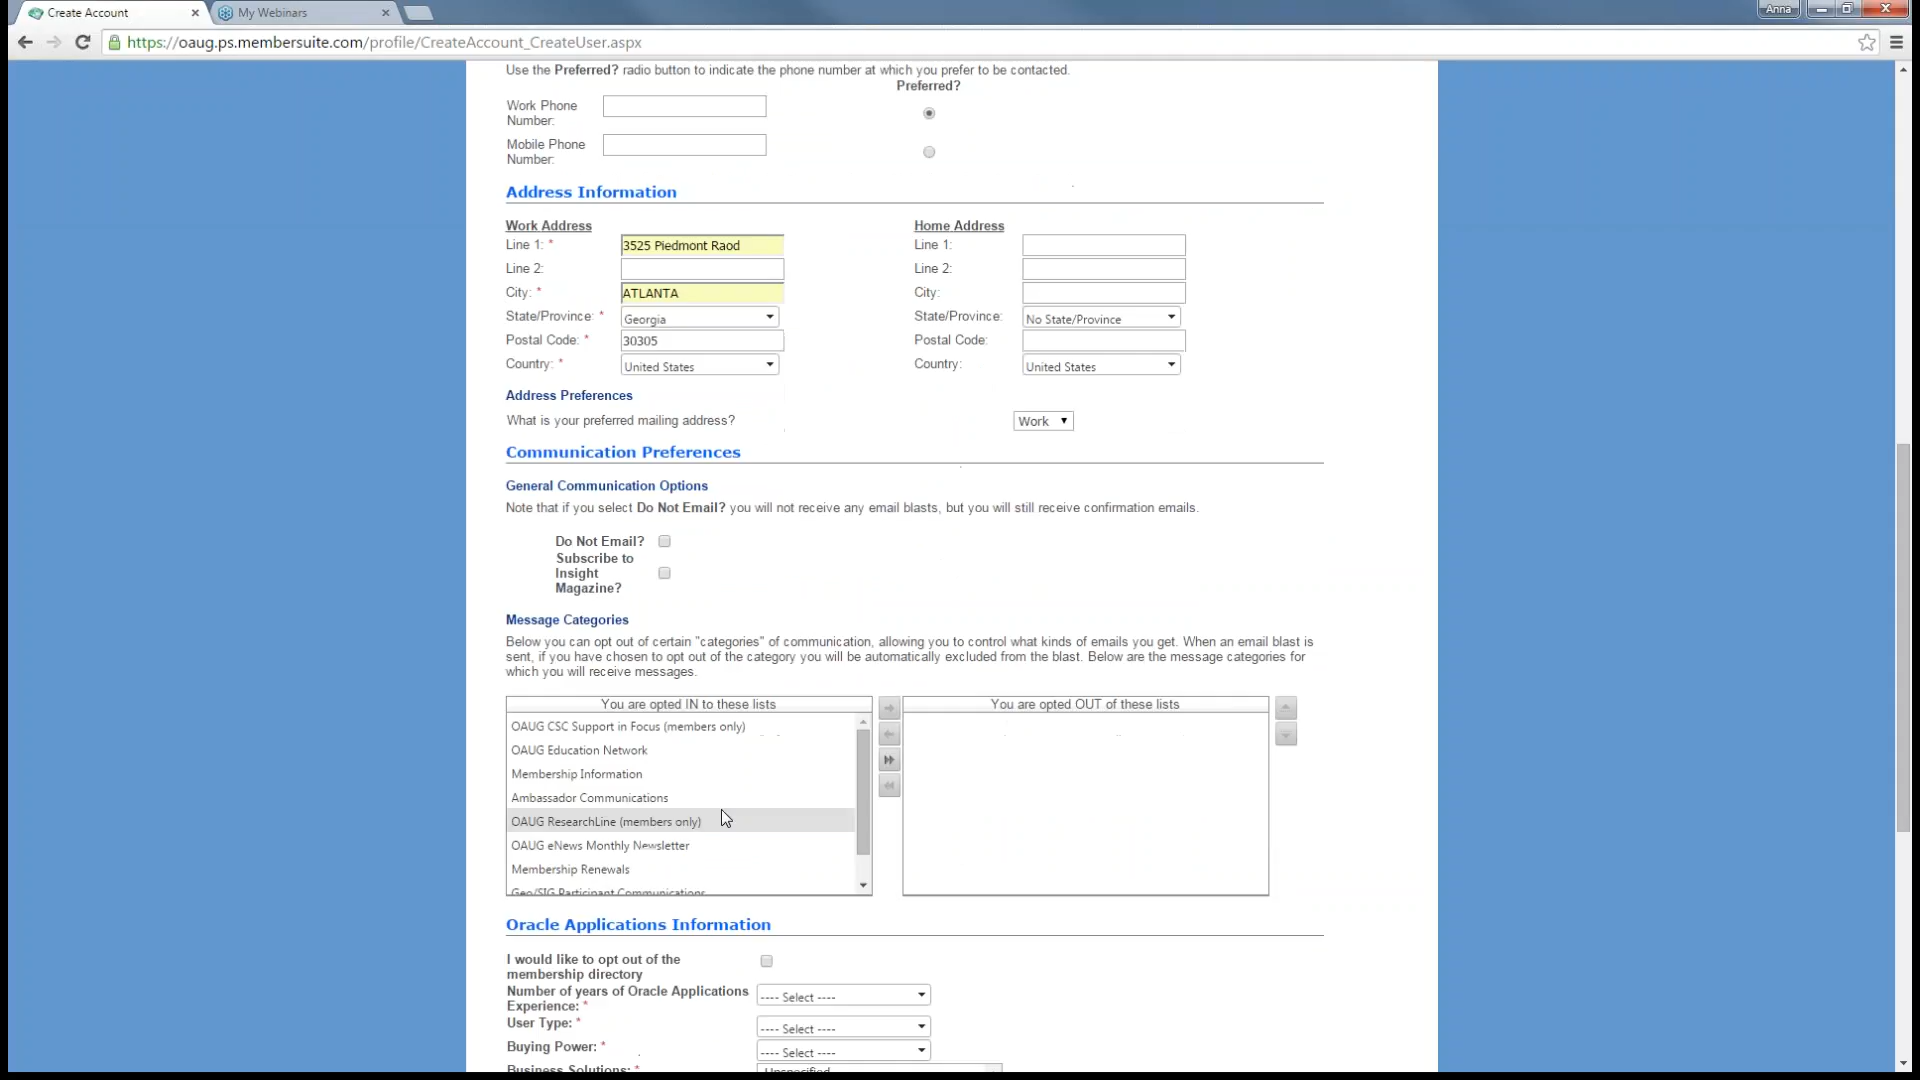 Create Account
My Webinars
Anna
https://oaug.ps.membersuite.com/profile/CreateAccount_CreateUser.aspx
Use the Preferred? radio button to indicate the phone number at which you prefer to be contacted.
Preferred?
Work Phone
Number:
Mobile Phone
Number:
Address Information
Work Address
Home Address
Line 1: * 3525 Piedmont Raod
Line 1:
Line 2:
Line 2:
City: * ATLANTA
City:
State/Province: * Georgia
State/Province: No State/Province
Postal Code: * 30305
Postal Code:
Country: * United States
Country: United States
Address Preferences
What is your preferred mailing address? Work
Communication Preferences
General Communication Options
Note that if you select Do Not Email? you will not receive any email blasts, but you will still receive confirmation emails.
Do Not Email?
Subscribe to
Insight
Magazine?
Message Categories
Below you can opt out of certain "categories" of communication, allowing you to control what kinds of emails you get. When an email blast is
sent, if you have chosen to opt out of the category you will be automatically excluded from the blast. Below are the message categories for
which you will receive messages.
You are opted IN to these lists
You are opted OUT of these lists
OAUG CSC Support in Focus (members only)
OAUG Education Network
Membership Information
Ambassador Communications
OAUG ResearchLine (members only)
OAUG eNews Monthly Newsletter
Membership Renewals
Geo/SIG Participant Communications
Oracle Applications Information
I would like to opt out of the
membership directory
Number of years of Oracle Applications
Experience: * ---- Select ----
User Type: * ---- Select ----
Buying Power: * ---- Select ----
Business Solutions: * Unspecified